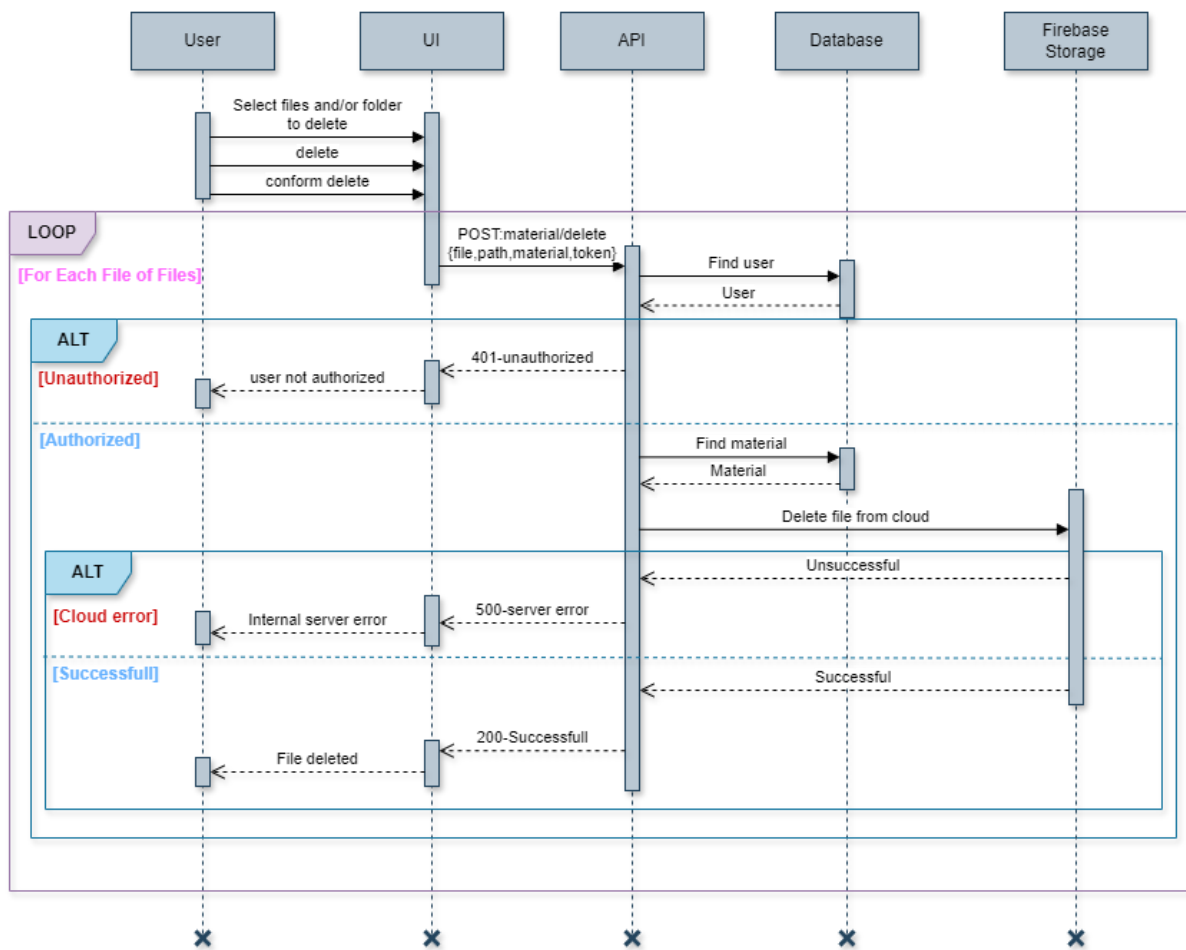 User
UI
API
Database
Firebase
Storage
Select files and/or folder
to delete
delete
conform delete
LOOP
[For Each File of Files]
POST:material/delete
{file,path,material,token}
Find user
User
ALT
[Unauthorized]
401-unauthorized
user not authorized
[Authorized]
Find material
Material
Delete file from cloud
ALT
[Cloud error]
Unsuccessful
500-server error
Internal server error
[Successfull]
Successful
200-Successfull
File deleted